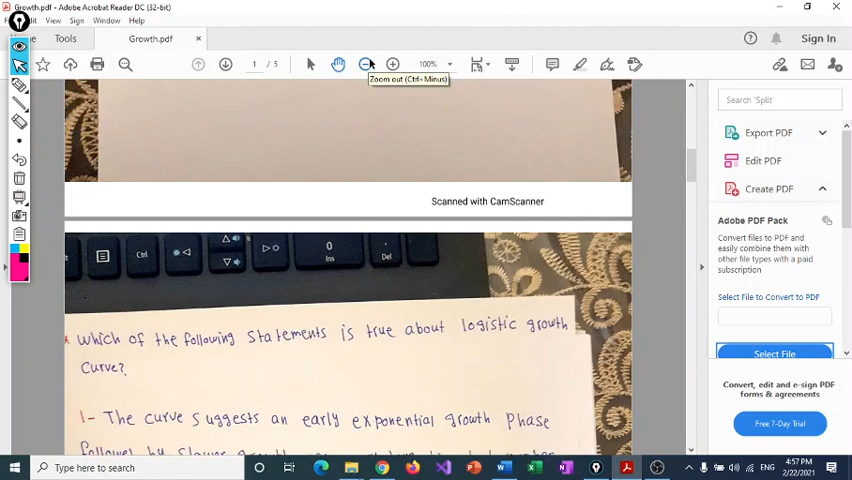 Growth.pdf - Adobe Acrobat Reader DC (32-bit)
Edit View Sign Window Help
Home Tools Growth.pdf × Sign In
1 / 5 100%
Zoom out (Ctrl+Minus)
Search 'Split'
Export PDF
Edit PDF
Create PDF
Adobe PDF Pack
Convert files to PDF and easily combine them with other file types with a paid subscription
Select File to Convert to PDF
Select File
Convert, edit and e-sign PDF
forms & agreements
Free 7-Day Trial
Scanned with CamScanner
Ctrl
0
Ins
Del
Which of the following statements is true about logistic growth
Curve?
1- The curve suggests an early exponential growth phase
followed by slower growth
Type here to search
ENG
4:57 PM
2/22/2021